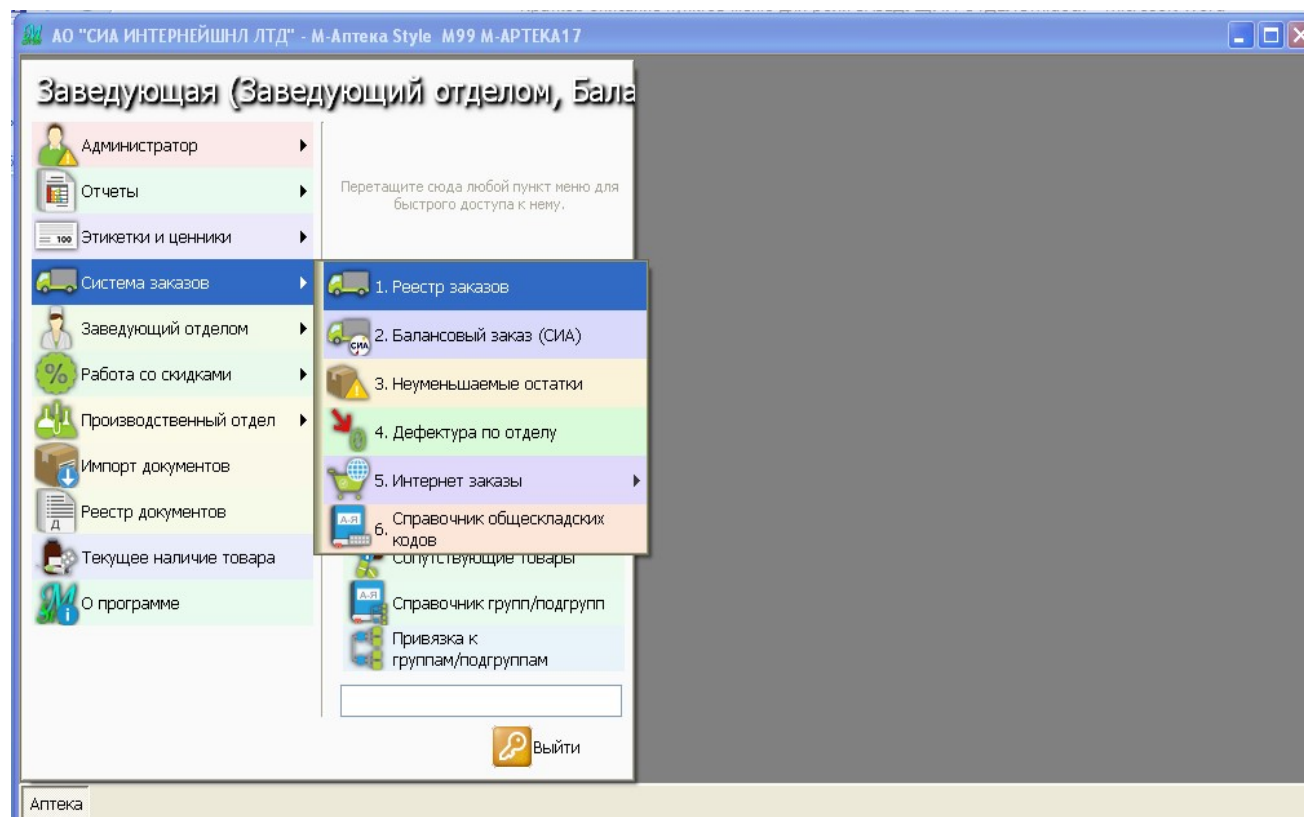 АО "СИА ИНТЕРНЕЙШНЛ ЛТД" - М-Аптека Style М99 M-APTEKA17
Заведующая (Заведующий отделом, Бала
Администратор
Отчеты
100 Этикетки и ценники
Система заказов
Заведующий отделом
% Работа со скидками
Производственный отдел
Импорт документов
Д Реестр документов
Текущее наличие товара
О программе
Перетащите сюда любой пункт меню для
быстрого доступа к нему.
1. Реестр заказов
СИА 2. Балансовый заказ (СИА)
3. Неуменьшаемые остатки
4. Дефектура по отделу
5. Интернет заказы
А-Я 6. Справочник общескладских
кодов
Сопутствующие товары
А-Я Справочник групп/подгрупп
Привязка к
группам/подгруппам
Выйти
Аптека